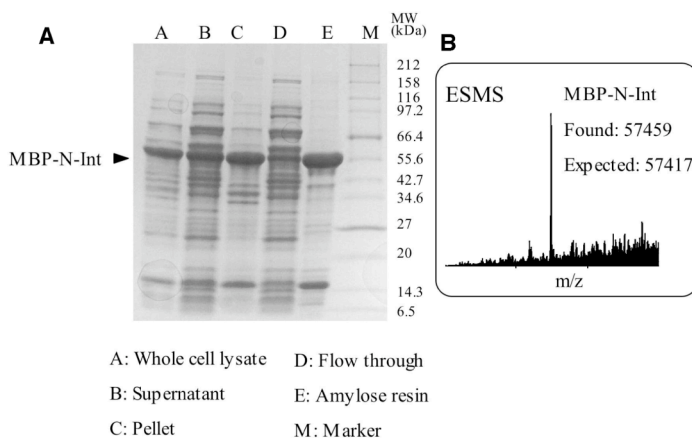 A
A B C D E M
MW
(kDa)
212
158
116
97.2
66.4
55.6
42.7
34.6
27
20
14.3
6.5
MBP-N-Int
B
ESMS
MBP-N-Int
Found: 57459
Expected: 57417
m/z
A: Whole cell lysate
B: Supernatant
C: Pellet
D: Flow through
E: Amylose resin
M: Marker